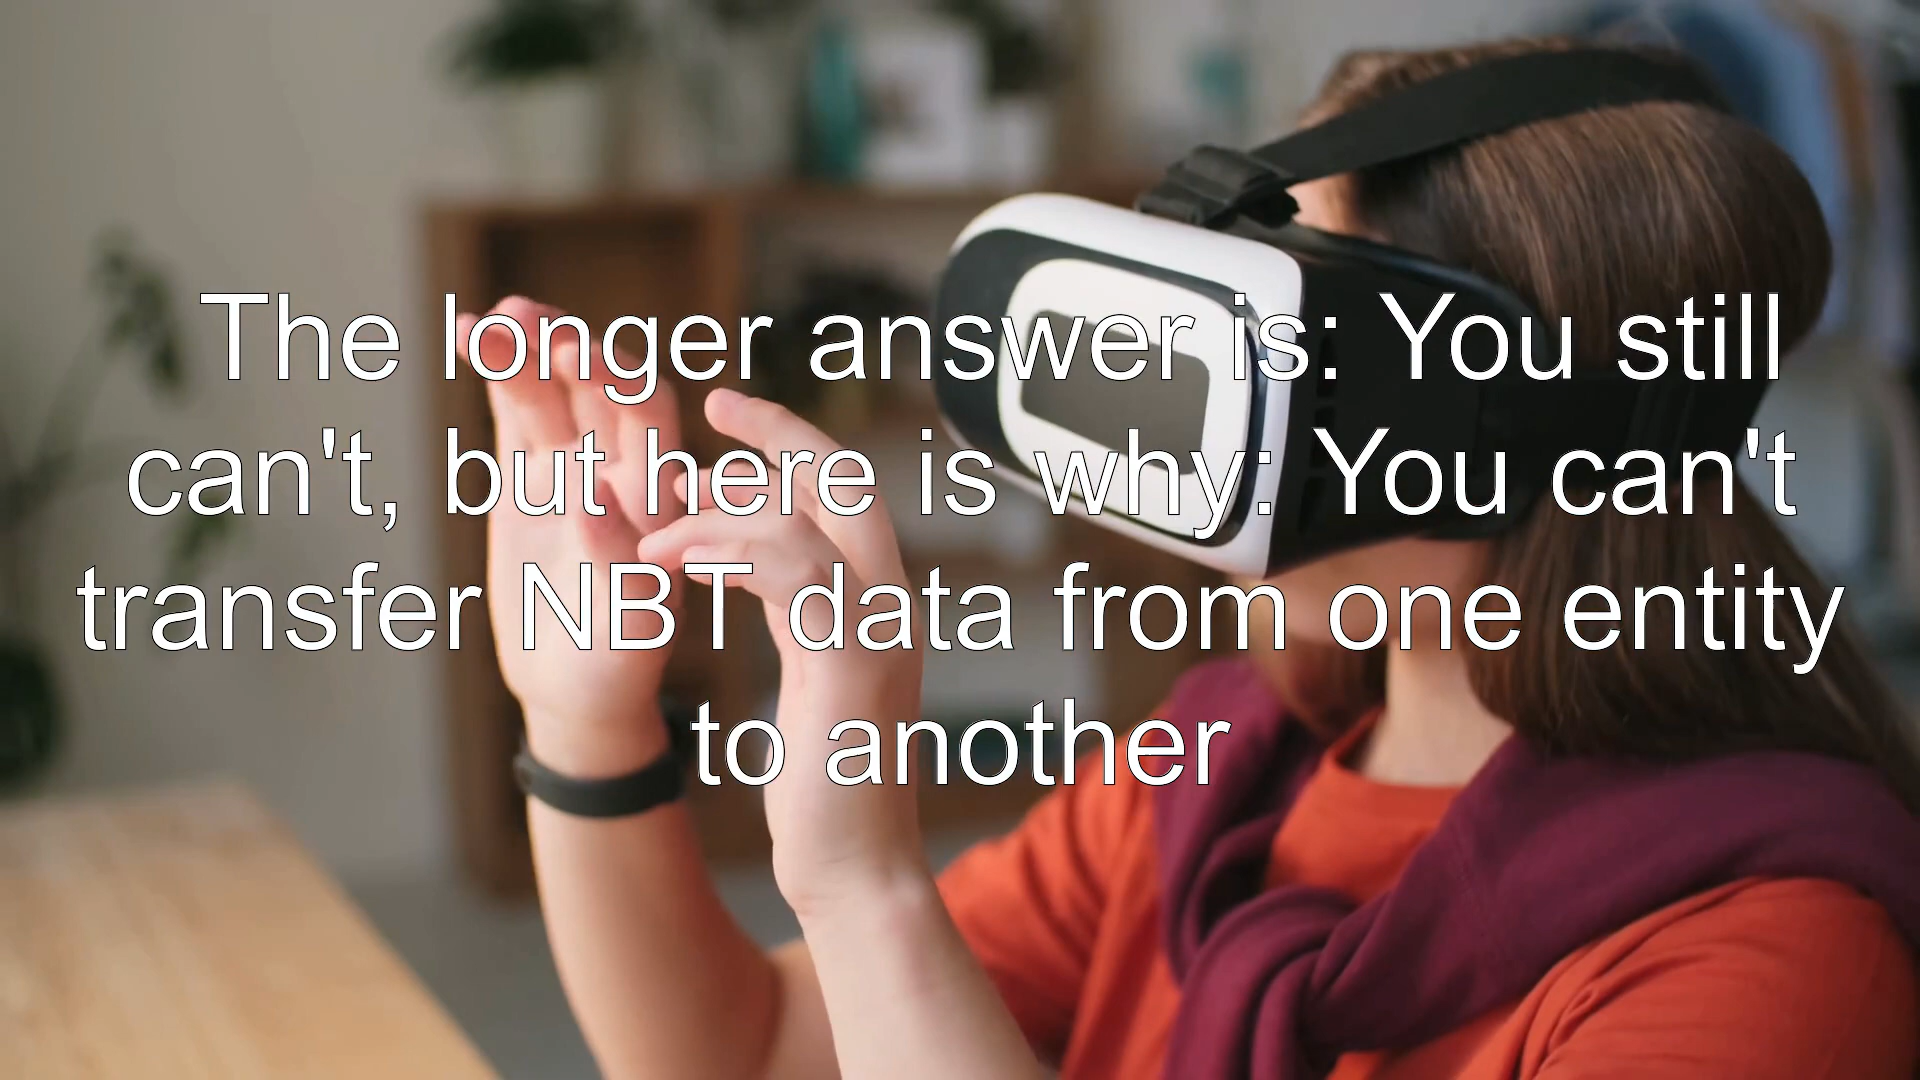 The longer answer is: You still
can't, but here is why: You can't
transfer NBT data from one entity
to another